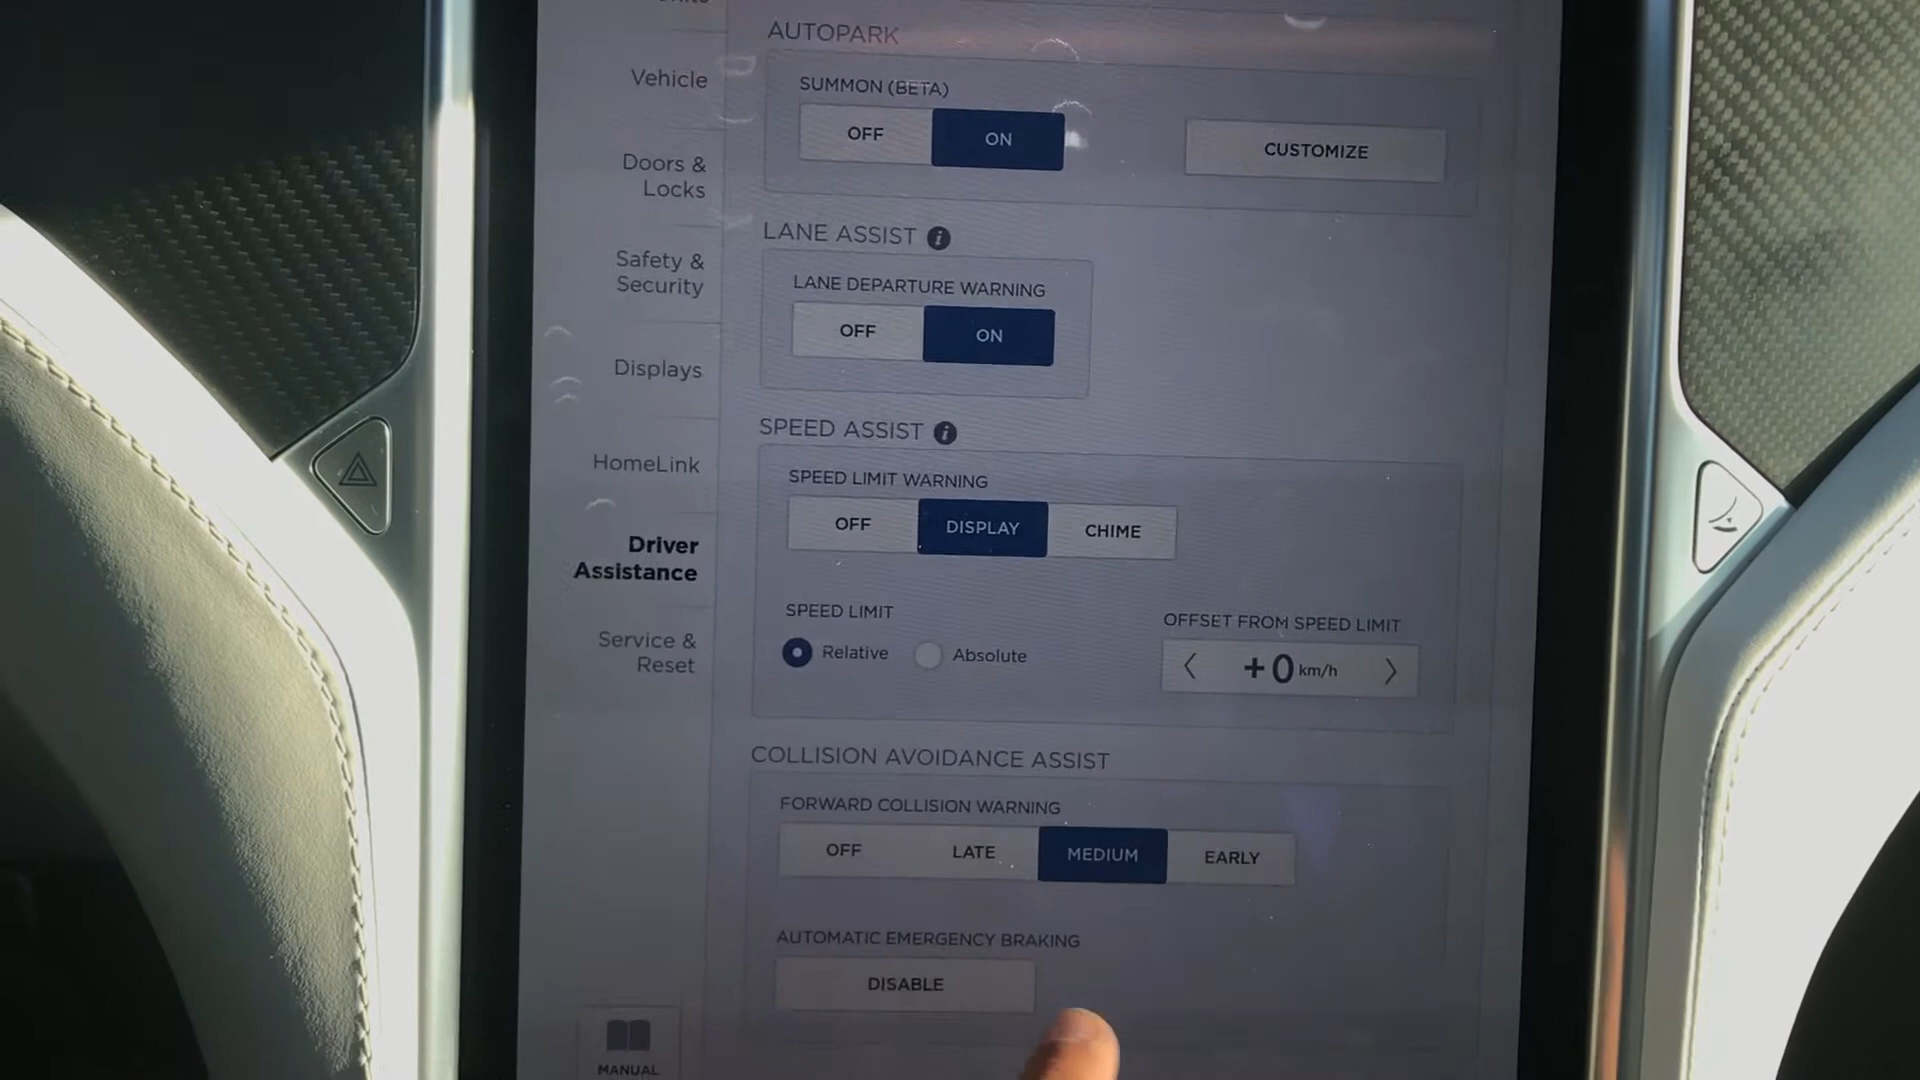 AUTOPARK
SUMMON (BETA)
OFF
ON
CUSTOMIZE
LANE ASSIST i
LANE DEPARTURE WARNING
OFF
ON
SPEED ASSIST i
SPEED LIMIT WARNING
OFF
DISPLAY
CHIME
SPEED LIMIT
Relative
Absolute
OFFSET FROM SPEED LIMIT
+0 km/h
COLLISION AVOIDANCE ASSIST
FORWARD COLLISION WARNING
OFF
LATE
MEDIUM
EARLY
AUTOMATIC EMERGENCY BRAKING
DISABLE
Vehicle
Doors &
Locks
Safety &
Security
Displays
HomeLink
Driver
Assistance
Service &
Reset
MANUAL